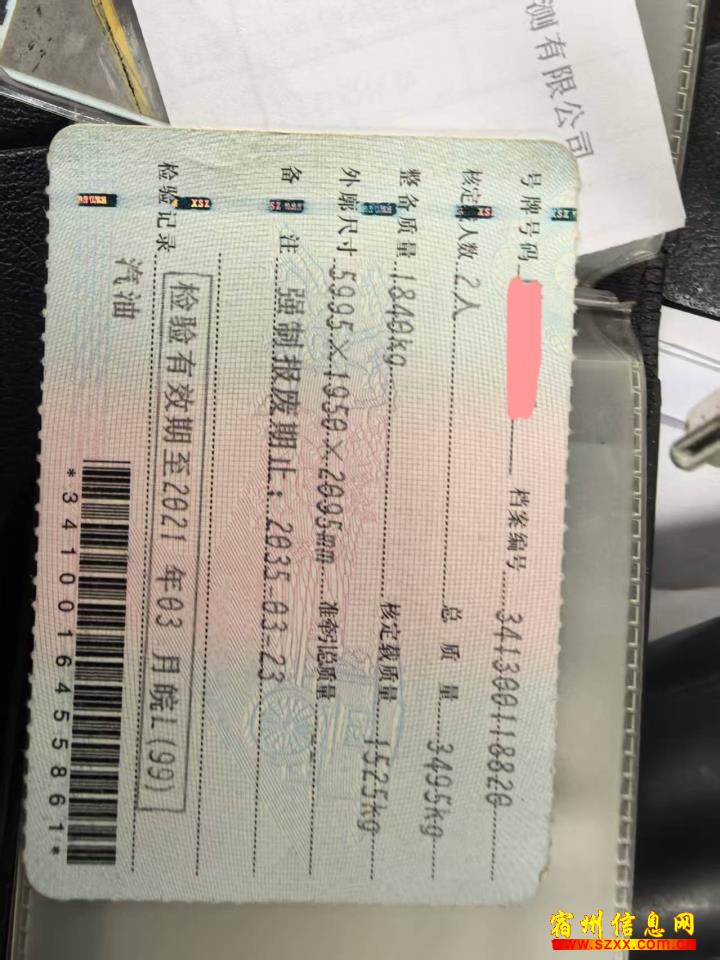 测有限公司
号牌号码 档案编号 341300118820
核定载人数 2人 总质量 3495kg
整备质量 1840kg 核定载质量 1525kg
外廓尺寸 5995×1950×2095mm 准牵引总质量 --
备注 强制报废期止:2035-03-23
检验记录 检验有效期至2021年03月皖L(99)
汽油
*3410016455861*
宿州信息网
www.szxx.com.cn